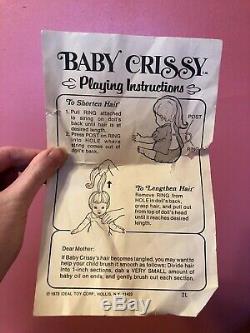 BABY CRISSY™
Playing Instructions
To Shorten Hair
1. Pull RING attached
to string on doll's
back until hair is at
desired length.
2. Press POST on RING
into HOLE where
string comes out of
doll's back.
POST
RING
To Lengthen Hair
Remove RING from
HOLE in doll's back,
grasp hair, and pull out
from top of doll's head
until it reaches desired
length.
Dear Mother:
If Baby Crissy's hair becomes tangled, you may
want to help your child brush it smooth as follows: Divide hair
into 1-inch sections, dab a VERY SMALL amount of
baby oil on ends, and gently brush out each section.
© 1973 IDEAL TOY CORP., HOLLIS, N.Y. 11423